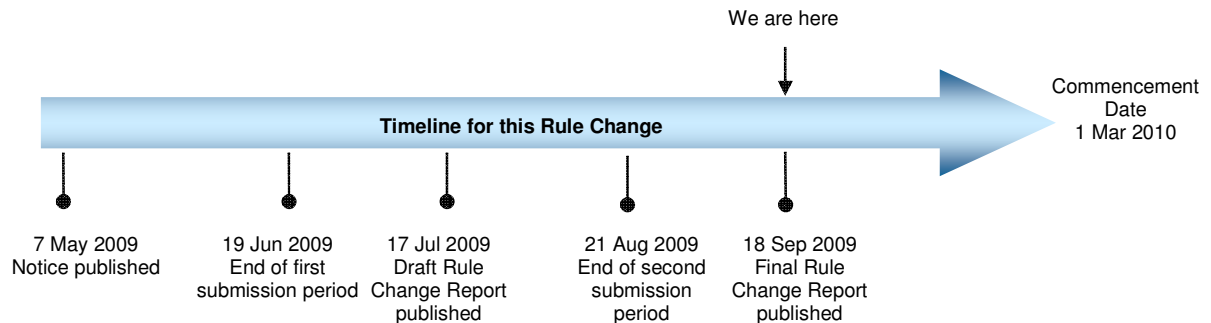 We are here
Commencement
Date
1 Mar 2010
Timeline for this Rule Change
7 May 2009
Notice published
19 Jun 2009
End of first
submission period
17 Jul 2009
Draft Rule
Change Report
published
21 Aug 2009
End of second
submission
period
18 Sep 2009
Final Rule
Change Report
published